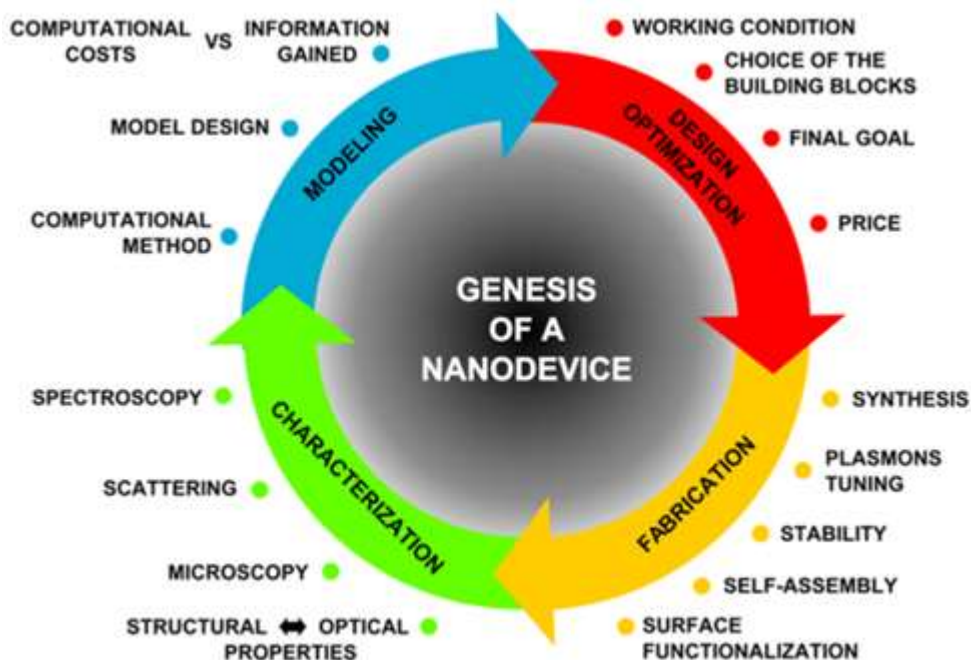 COMPUTATIONAL COSTS VS INFORMATION GAINED
MODEL DESIGN
COMPUTATIONAL METHOD
MODELING
WORKING CONDITION
CHOICE OF THE
BUILDING BLOCKS
FINAL GOAL
PRICE
DESIGN
OPTIMIZATION
GENESIS
OF A
NANODEVICE
SYNTHESIS
PLASMONS
TUNING
STABILITY
SELF-ASSEMBLY
SURFACE
FUNCTIONALIZATION
FABRICATION
SPECTROSCOPY
SCATTERING
MICROSCOPY
STRUCTURAL OPTICAL
PROPERTIES
CHARACTERIZATION